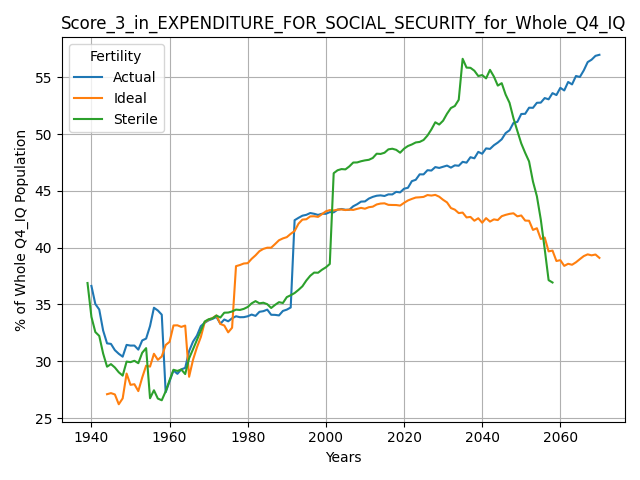 Score_3_in_EXPENDITURE_FOR_SOCIAL_SECURITY_for_Whole_Q4_IQ
Fertility
Actual
Ideal
Sterile
% of Whole Q4_IQ Population
55
50
45
40
35
30
25
1940 1960 1980 2000 2020 2040 2060
Years